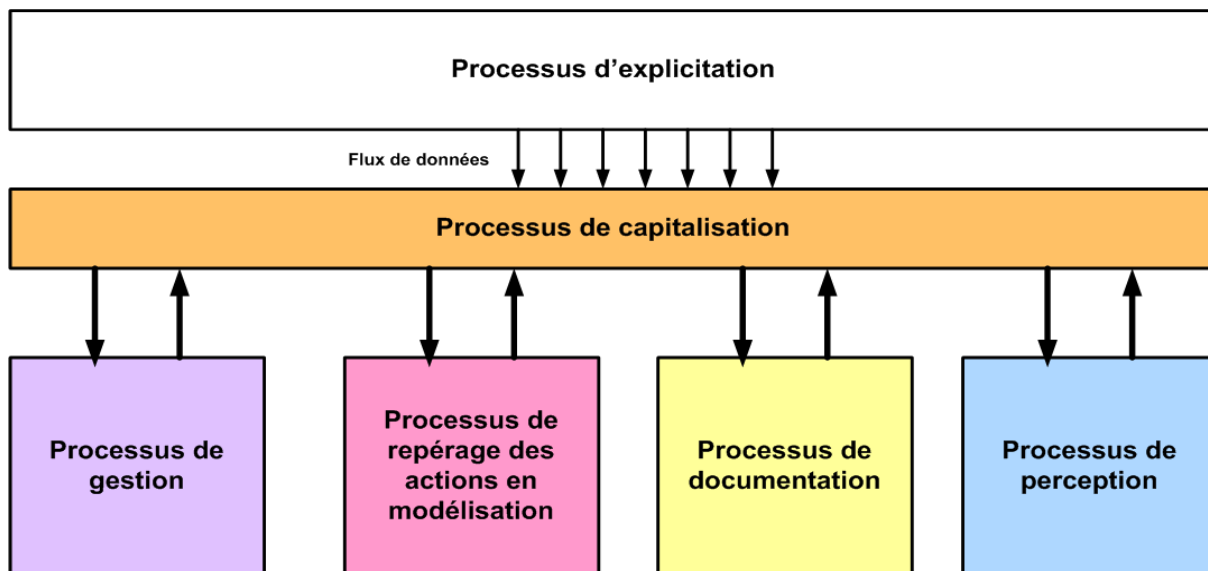 Processus d’explicitation
Flux de données
Processus de capitalisation
Processus de
gestion
Processus de
repérage des
actions en
modélisation
Processus de
documentation
Processus de
perception